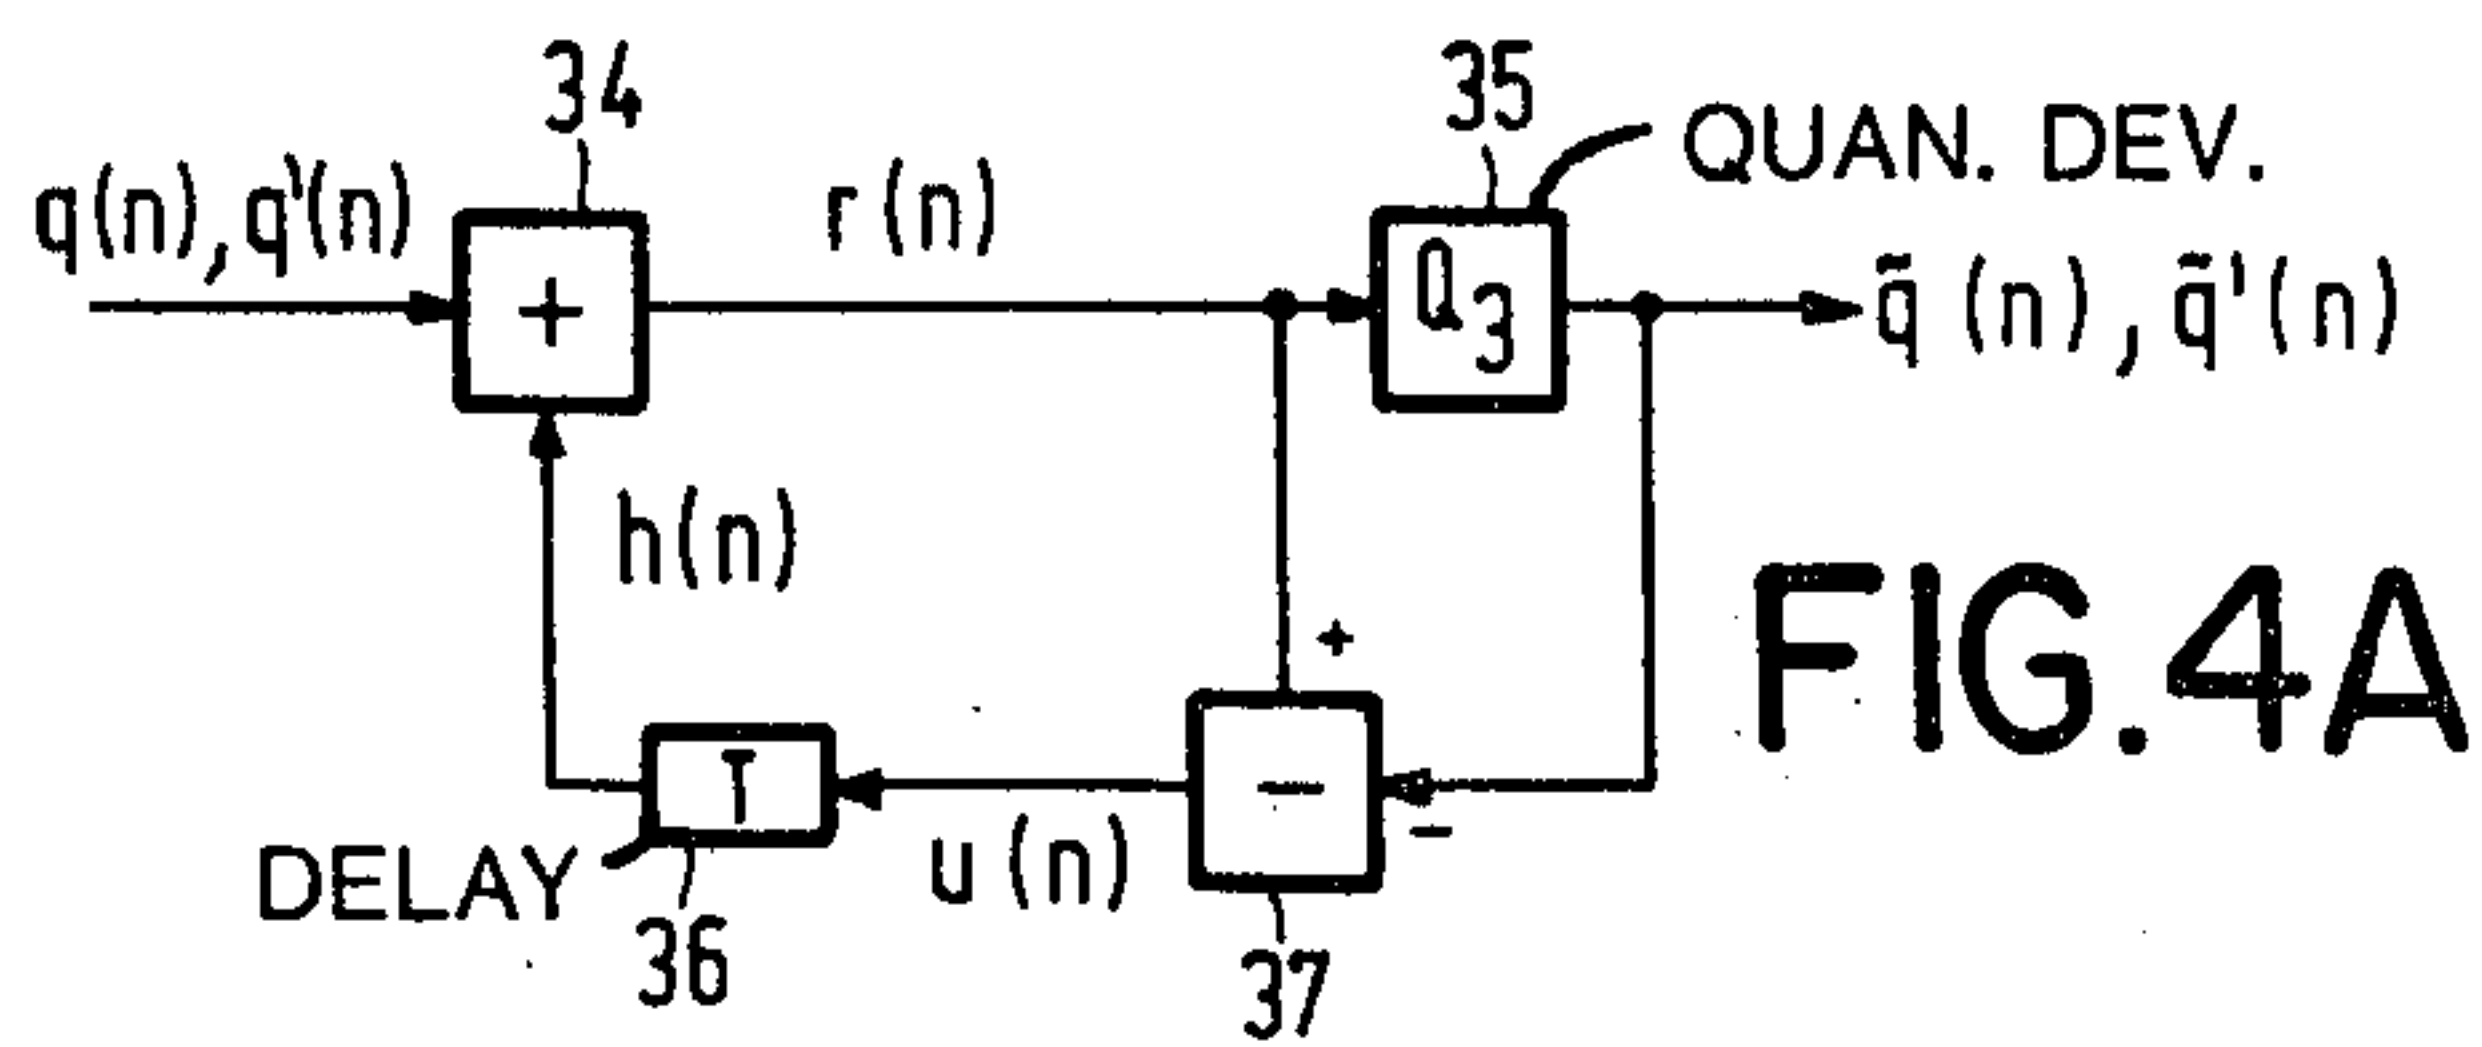 34
35
QUAN. DEV.
q(n),q'(n)
r(n)
+
Q3
q̃(n),q̃'(n)
h(n)
+
FIG.4A
T
−
−
DELAY
u(n)
36
37